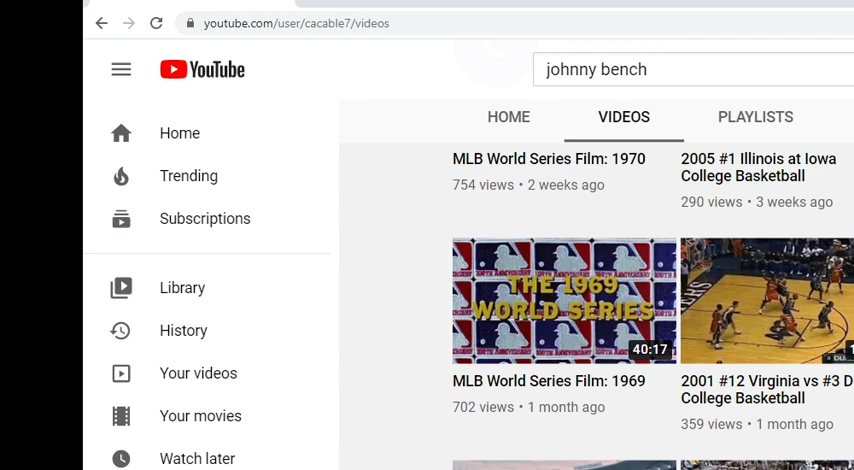 youtube.com/user/cacable7/videos
YouTube
johnny bench
HOME VIDEOS PLAYLISTS
Home
Trending
Subscriptions
Library
History
Your videos
Your movies
Watch later
MLB World Series Film: 1970
754 views • 2 weeks ago
2005 #1 Illinois at Iowa
College Basketball
290 views • 3 weeks ago
THE 1969
WORLD SERIES
40:17
MLB World Series Film: 1969
702 views • 1 month ago
2001 #12 Virginia vs #3 D
College Basketball
359 views • 1 month ago